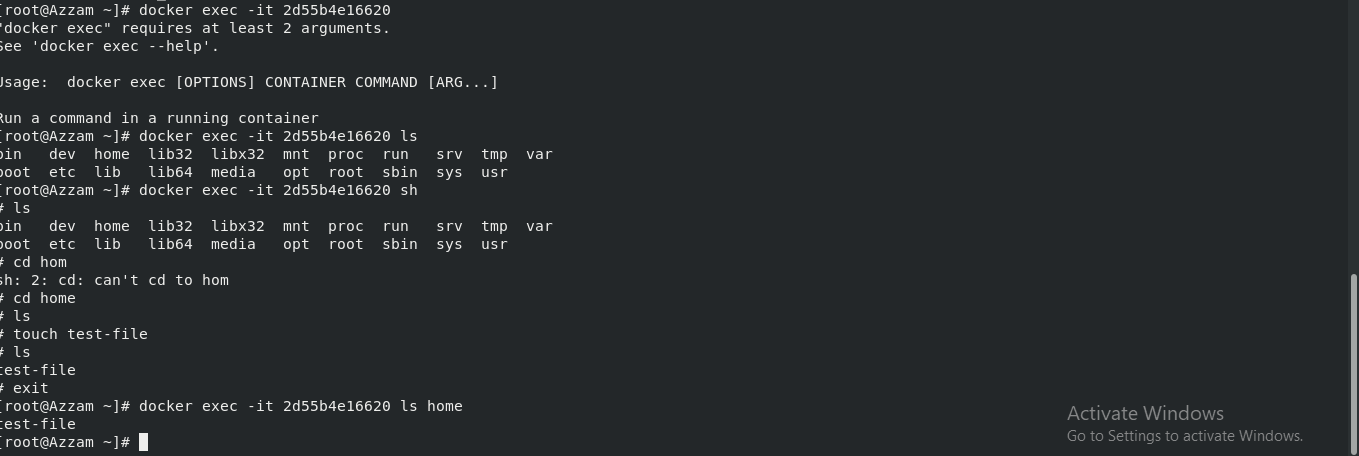 [root@Azzam ~]# docker exec -it 2d55b4e16620
"docker exec" requires at least 2 arguments.
See 'docker exec --help'.
Usage:  docker exec [OPTIONS] CONTAINER COMMAND [ARG...]
Run a command in a running container
[root@Azzam ~]# docker exec -it 2d55b4e16620 ls
bin   dev  home  lib32  libx32  mnt  proc  run   srv  tmp  var
boot  etc  lib   lib64  media   opt  root  sbin  sys  usr
[root@Azzam ~]# docker exec -it 2d55b4e16620 sh
# ls
bin   dev  home  lib32  libx32  mnt  proc  run   srv  tmp  var
boot  etc  lib   lib64  media   opt  root  sbin  sys  usr
# cd hom
sh: 2: cd: can't cd to hom
# cd home
# ls
# touch test-file
# ls
test-file
# exit
[root@Azzam ~]# docker exec -it 2d55b4e16620 ls home
test-file
[root@Azzam ~]#
Activate Windows
Go to Settings to activate Windows.